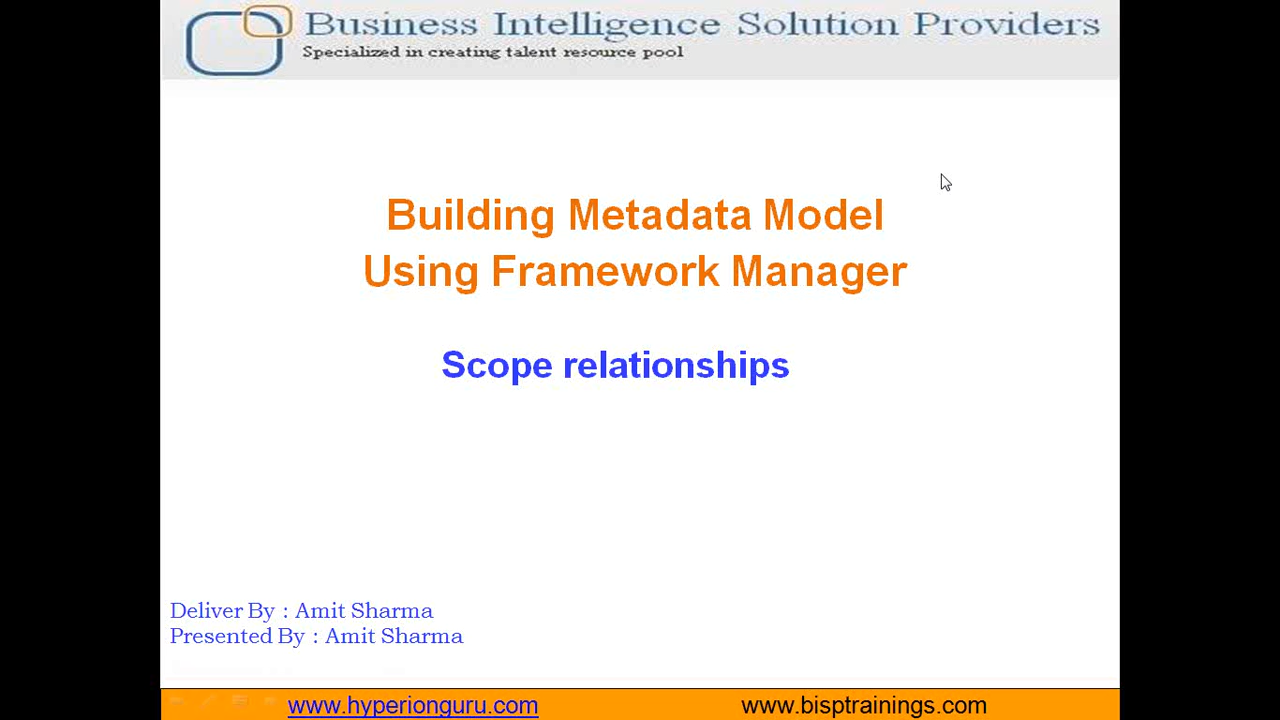 Business Intelligence Solution Providers
Specialized in creating talent resource pool
Building Metadata Model
Using Framework Manager
Scope relationships
Deliver By : Amit Sharma
Presented By : Amit Sharma
www.hyperionguru.com www.bisptrainings.com